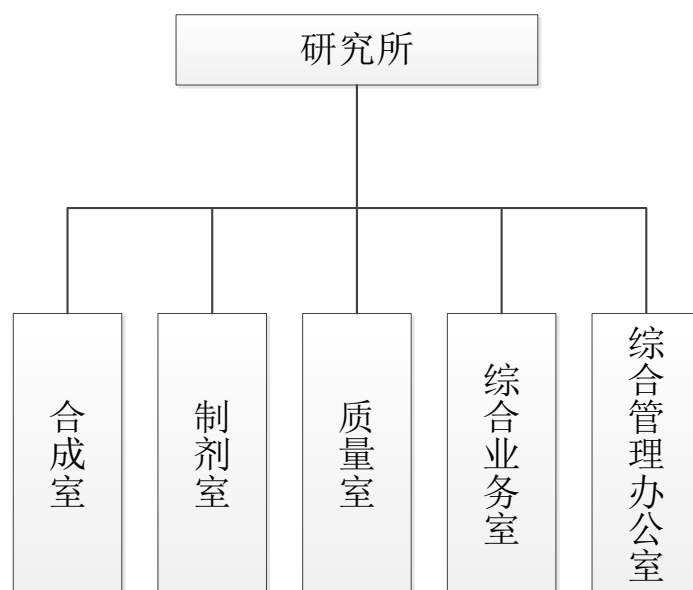 研究所
合成室
制剂室
质量室
综合业务室
综合管理办公室